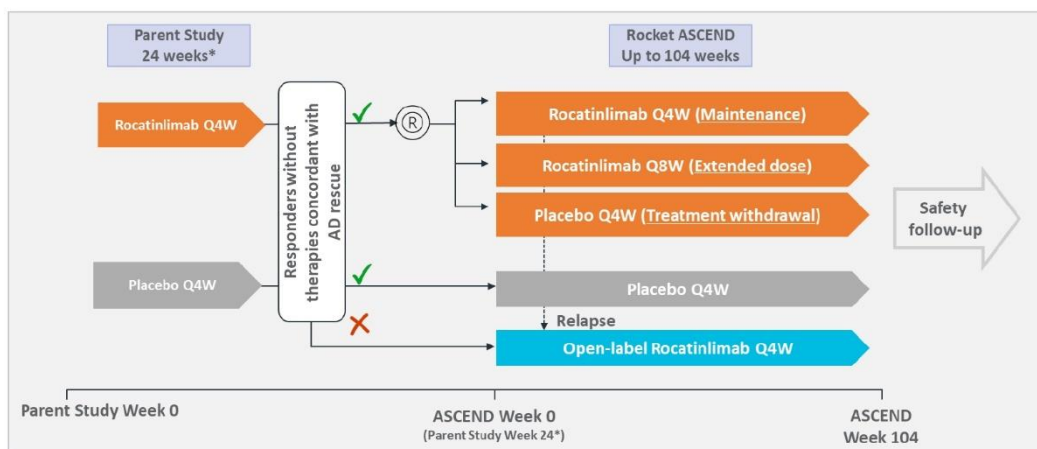 Parent Study
24 weeks*
Rocket ASCEND
Up to 104 weeks
Rocatinlimab Q4W
Placebo Q4W
Responders without
therapies concordant with
AD rescue
R
Rocatinlimab Q4W (Maintenance)
Rocatinlimab Q8W (Extended dose)
Placebo Q4W (Treatment withdrawal)
Placebo Q4W
Relapse
Open-label Rocatinlimab Q4W
Safety
follow-up
Parent Study Week 0
ASCEND Week 0
(Parent Study Week 24*)
ASCEND
Week 104